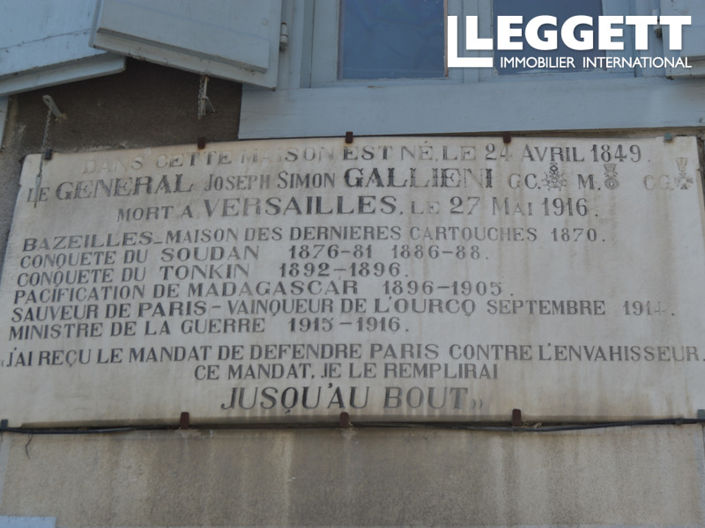 LEGGETT
IMMOBILIER INTERNATIONAL
DANS CETTE MAISON EST NÉ, LE 24 AVRIL 1849.
LE GENERAL JOSEPH SIMON GALLIENI G.C. M. C.G.
MORT A VERSAILLES, LE 27 MAI 1916.
BAZEILLES-MAISON DES DERNIERES CARTOUCHES 1870.
CONQUETE DU SOUDAN 1876-81 1886-88.
CONQUETE DU TONKIN 1892-1896.
PACIFICATION DE MADAGASCAR 1896-1905.
SAUVEUR DE PARIS-VAINQUEUR DE L'OURCQ SEPTEMBRE 1914.
MINISTRE DE LA GUERRE 1915-1916.
"J'AI REÇU LE MANDAT DE DEFENDRE PARIS CONTRE L'ENVAHISSEUR.
CE MANDAT, JE LE REMPLIRAI
JUSQU'AU BOUT"